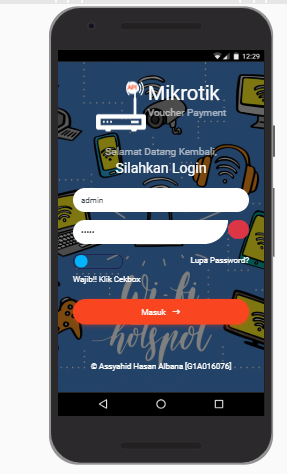 12:29
API
Mikrotik
Voucher Payment
Selamat Datang Kembali,
Silahkan Login
admin
•••••
Lupa Password?
Wajib!! Klik Cekbox
Wi-fi
Masuk →
hotspot
© Assyahid Hasan Albana [G1A016076]